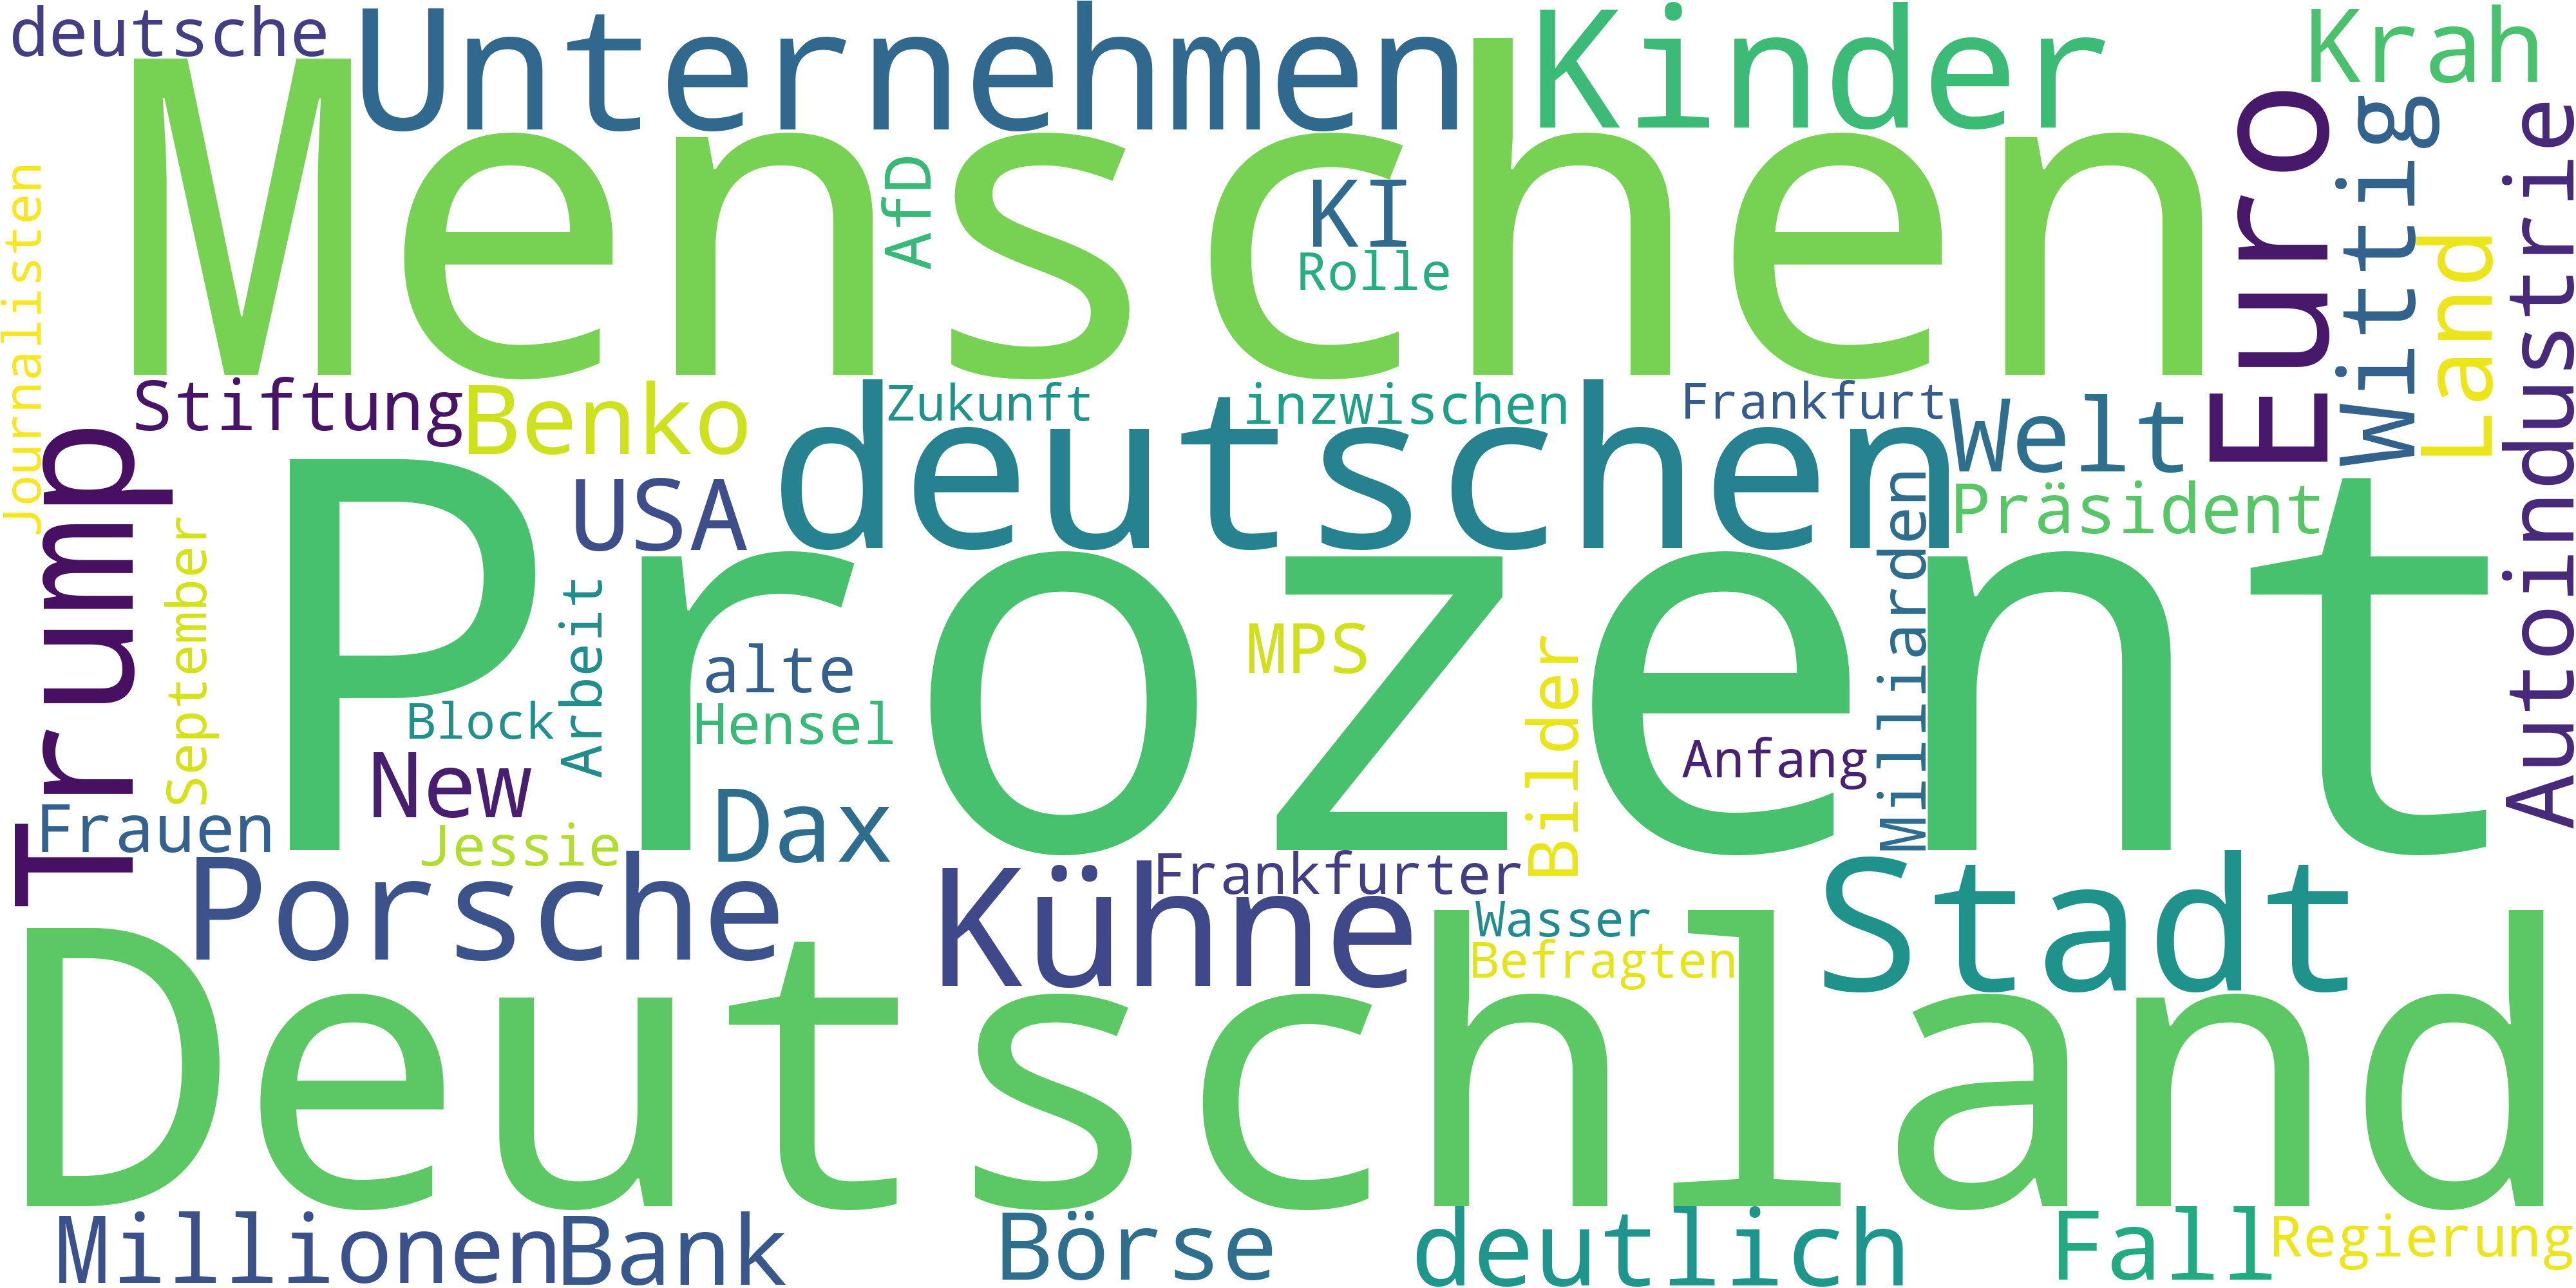 deutsche
Unternehmen
Kinder
Krah
Menschen
Journalisten
AfD
KI
Rolle
Euro
Wittig
Land
Autoindustrie
Stiftung
Benko
Zukunft
inzwischen
Frankfurt
Welt
deutschen
Trump
USA
Präsident
September
Prozent
Arbeit
Milliarden
MPS
alte
Hensel
Block
Bilder
Anfang
New
Dax
Jessie
Frauen
Porsche
Kühne
Frankfurter
Wasser
Befragten
Stadt
Deutschland
Millionen
Bank
Börse
deutlich
Fall
Regierung